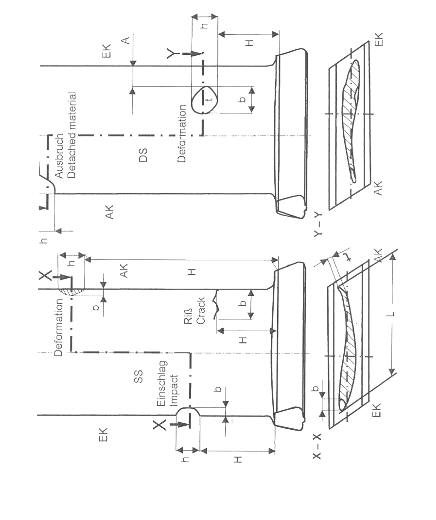 h
Y
H
EK
A
b
t
Deformation
DS
Ausbruch
Detached material
h
AK
Y – Y
EK
AK
X
h
AK
H
b
Deformation
Riß
Crack
b
H
SS
Einschlag
Impact
b
EK
X
h
H
X – X
AK
t
L
b
EK